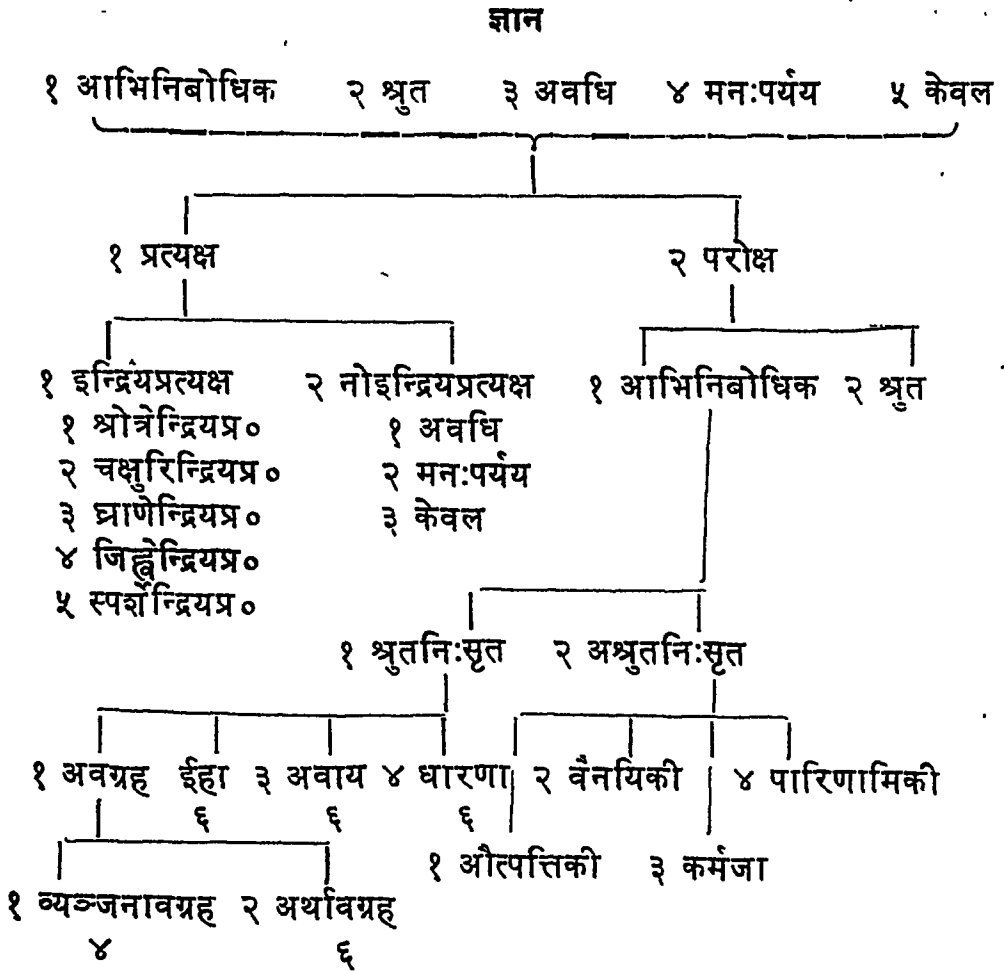 ज्ञान
१ आभिनिबोधिक २ श्रुत ३ अवधि ४ मनःपर्यय ५ केवल
१ प्रत्यक्ष २ परोक्ष
१ इन्द्रियप्रत्यक्ष २ नोइन्द्रियप्रत्यक्ष १ आभिनिबोधिक २ श्रुत
१ श्रोत्रेन्द्रियप्र० १ अवधि
२ चक्षुरिन्द्रियप्र० २ मनःपर्यय
३ घ्राणेन्द्रियप्र० ३ केवल
४ जिह्वेन्द्रियप्र०
५ स्पर्शेन्द्रियप्र०
१ श्रुतनिःसृत २ अश्रुतनिःसृत
१ अवग्रह ईहा ३ अवाय ४ धारणा २ वैनयिकी ४ पारिणामिकी
६ ६ ६
१ औत्पत्तिकी ३ कर्मजा
१ व्यञ्जनावग्रह २ अर्थावग्रह
४ ६